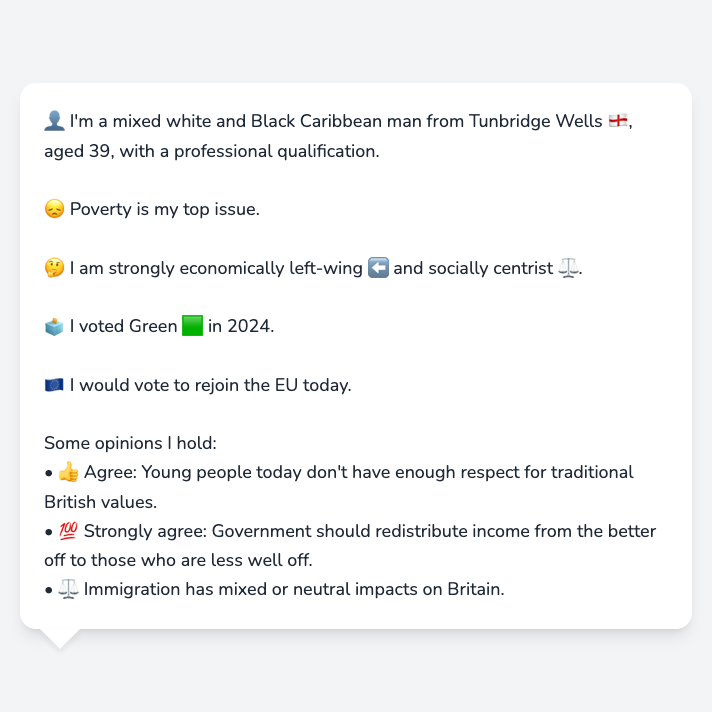 👤 I'm a mixed white and Black Caribbean man from Tunbridge Wells 🏴󠁧󠁢󠁥󠁮󠁧󠁿,
aged 39, with a professional qualification.
😞 Poverty is my top issue.
🤔 I am strongly economically left-wing ⬅️ and socially centrist ⚖️.
🗳️ I voted Green 🟩 in 2024.
🇪🇺 I would vote to rejoin the EU today.
Some opinions I hold:
• 👍 Agree: Young people today don't have enough respect for traditional
British values.
• 💯 Strongly agree: Government should redistribute income from the better
off to those who are less well off.
• ⚖️ Immigration has mixed or neutral impacts on Britain.